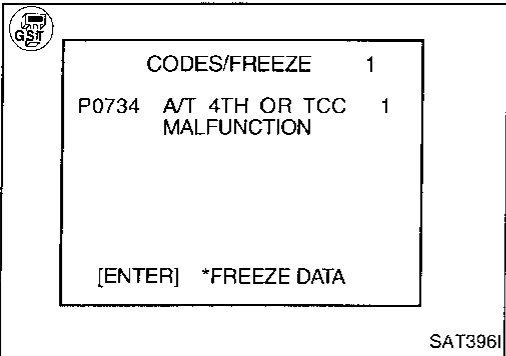 GST
CODES/FREEZE 1
P0734 A/T 4TH OR TCC 1
MALFUNCTION
[ENTER] *FREEZE DATA
SAT396I